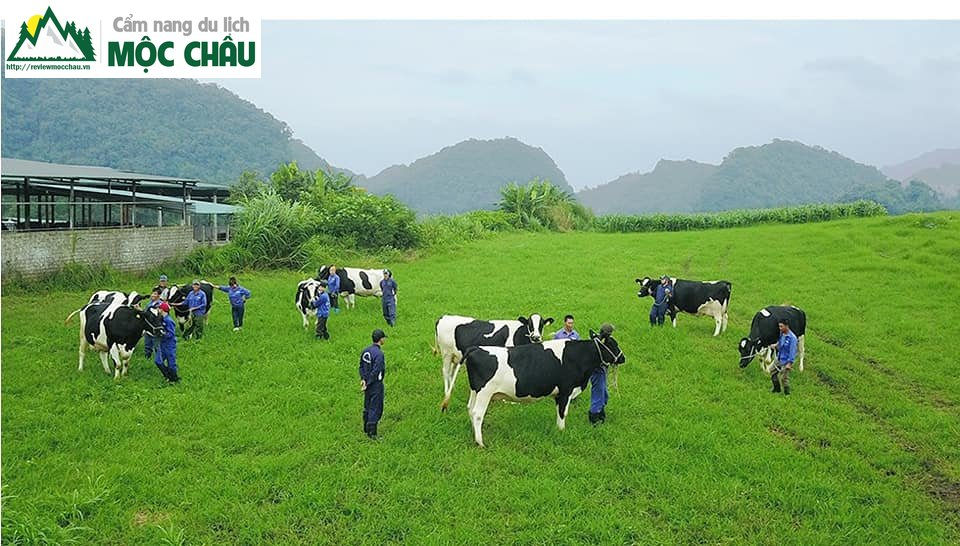 Cẩm nang du lịch
MỘC CHÂU
http://reviewmocchau.vn